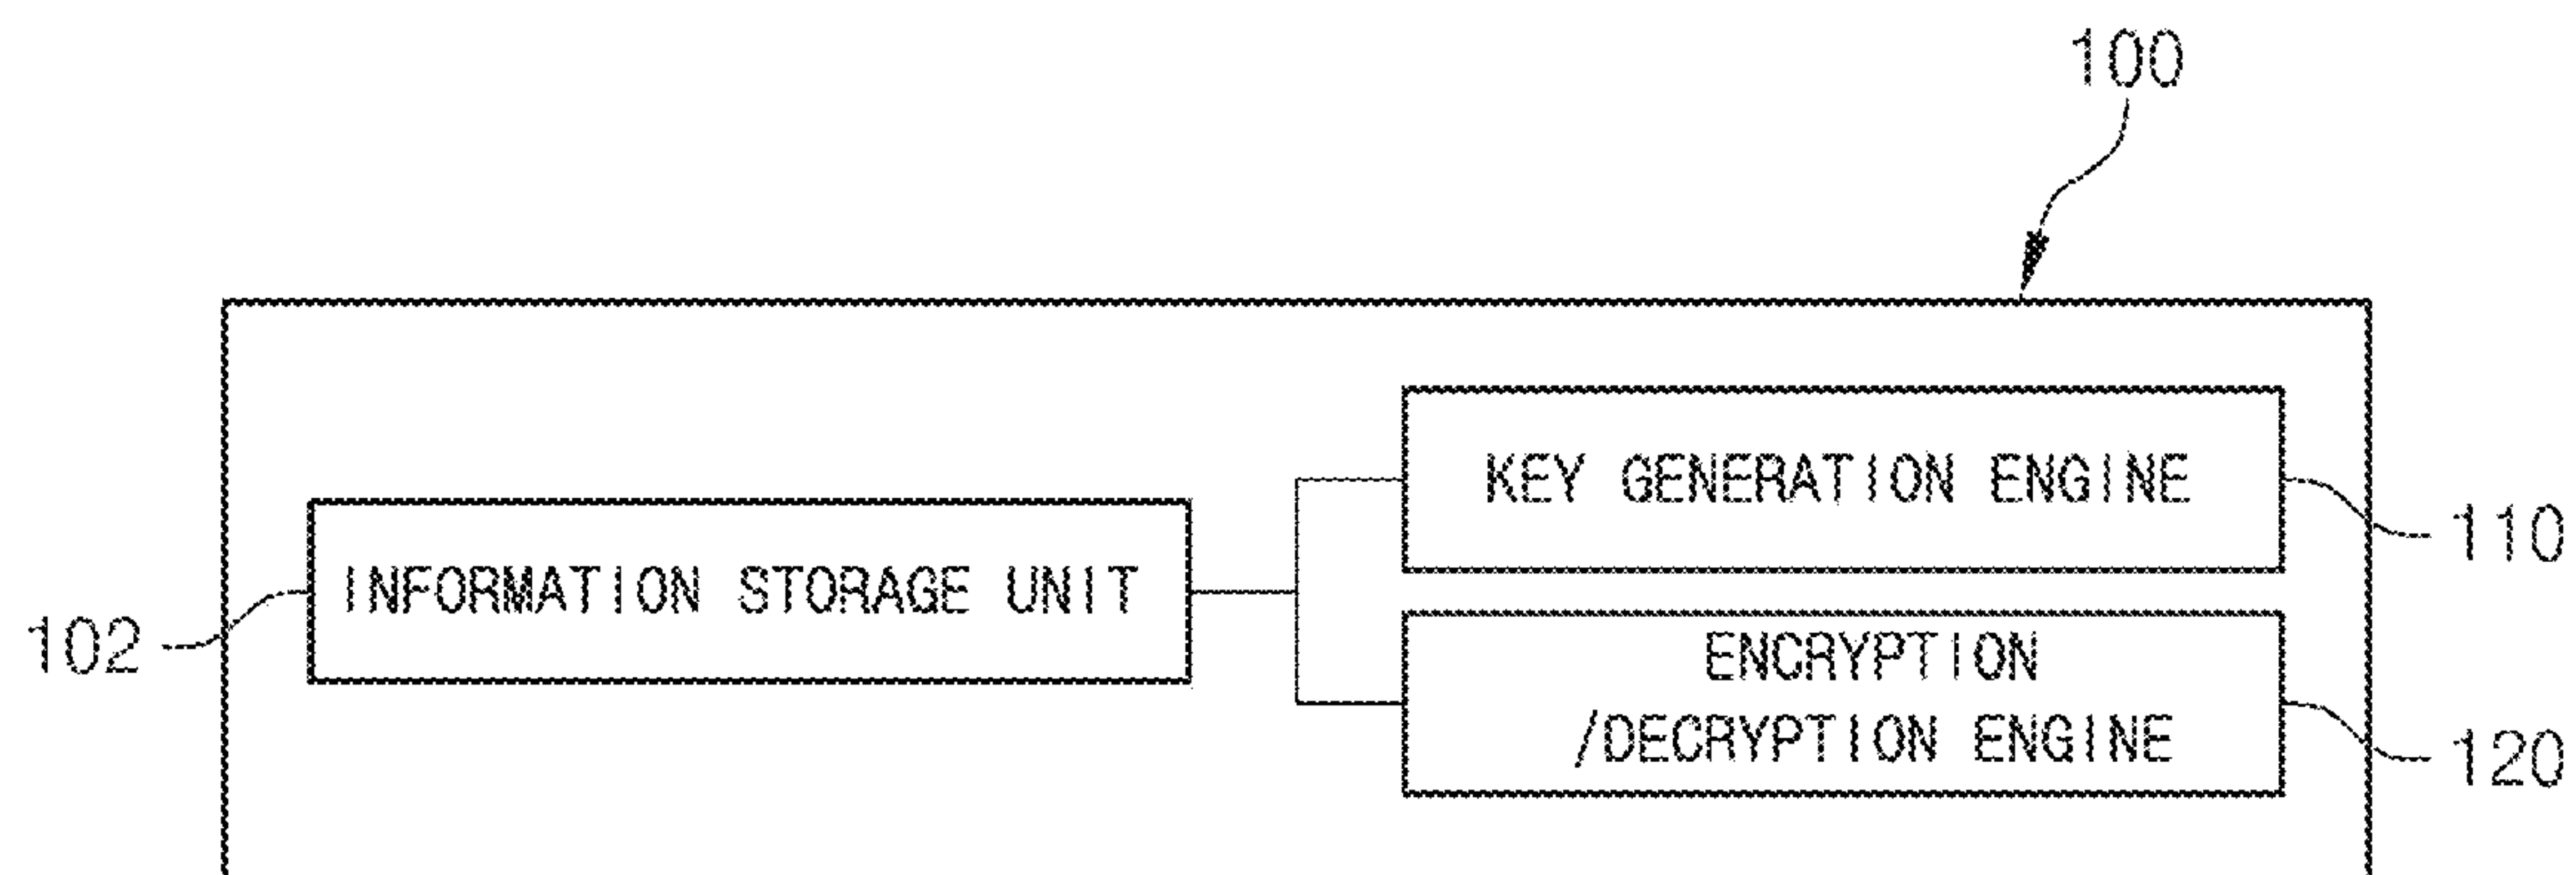 100
KEY GENERATION ENGINE
110
INFORMATION STORAGE UNIT
102
ENCRYPTION
/DECRYPTION ENGINE
120